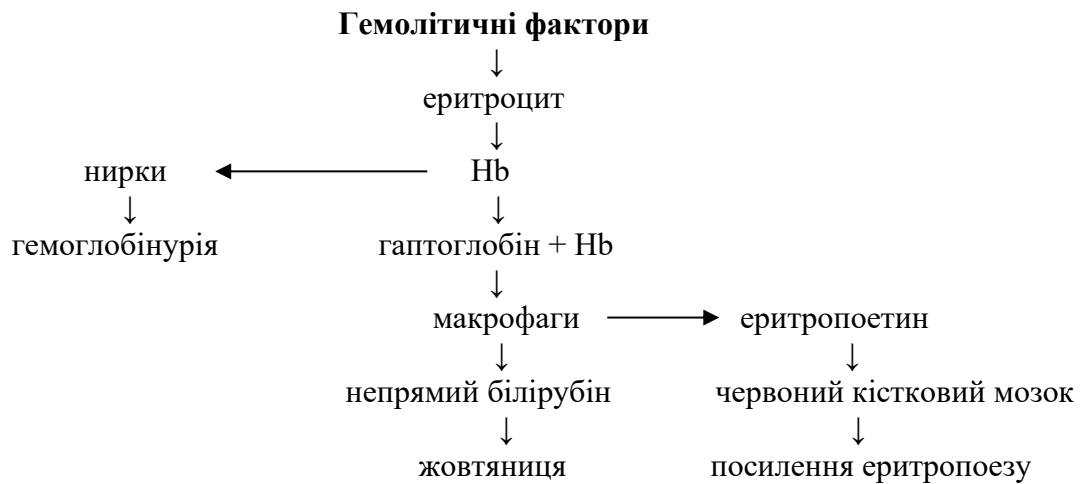 Гемолітичні фактори
↓
еритроцит
↓
нирки ← Hb
↓ ↓
гемоглобінурія гаптоглобін + Hb
↓
макрофаги → еритропоетин
↓ ↓
непрямий білірубін червоний кістковий мозок
↓ ↓
жовтяниця посилення еритропоезу